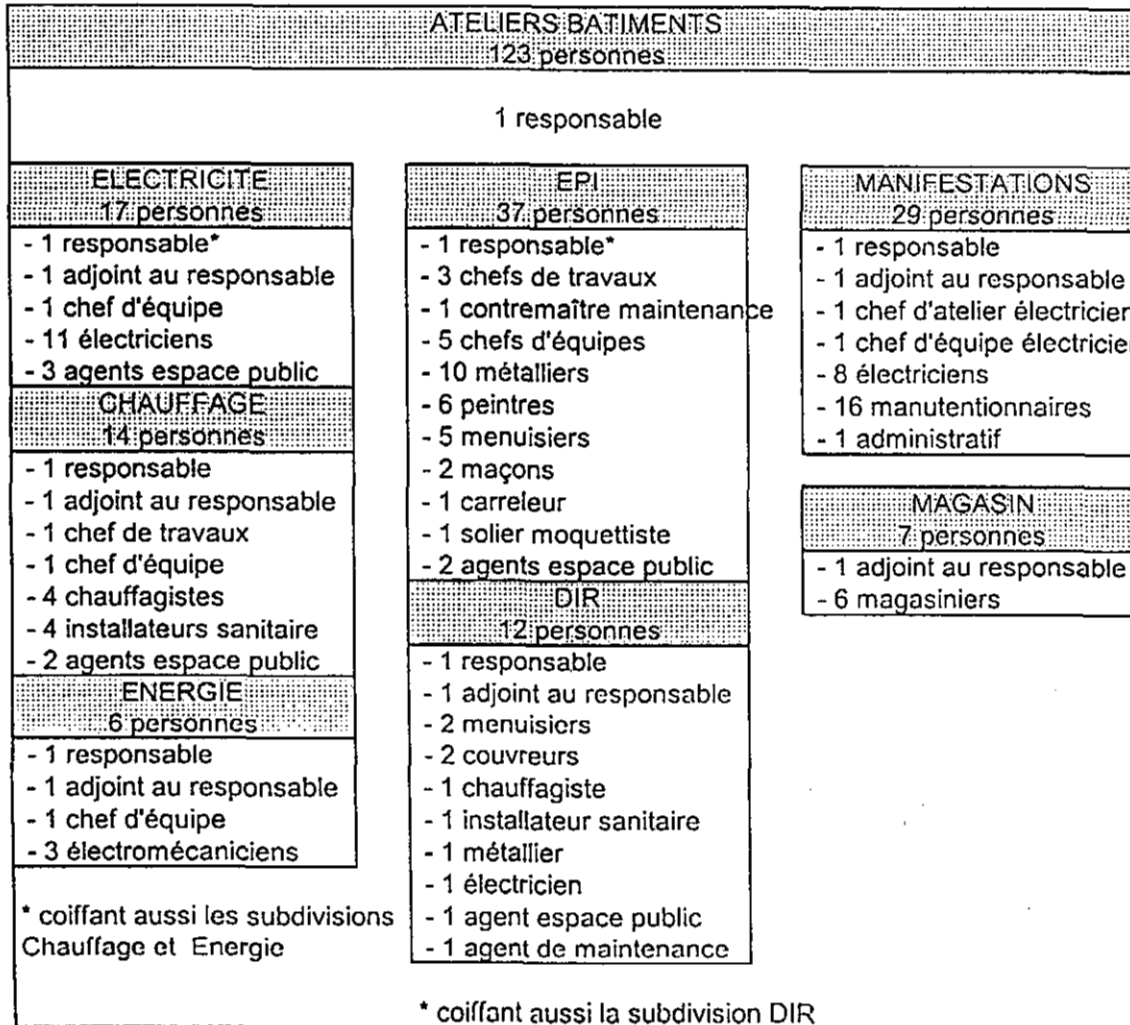 ATELIERS BATIMENTS
123 personnes
1 responsable
ELECTRICITE
17 personnes
- 1 responsable*
- 1 adjoint au responsable
- 1 chef d'équipe
- 11 électriciens
- 3 agents espace public
CHAUFFAGE
14 personnes
- 1 responsable
- 1 adjoint au responsable
- 1 chef de travaux
- 1 chef d'équipe
- 4 chauffagistes
- 4 installateurs sanitaire
- 2 agents espace public
ENERGIE
6 personnes
- 1 responsable
- 1 adjoint au responsable
- 1 chef d'équipe
- 3 électromécaniciens
* coiffant aussi les subdivisions
Chauffage et Energie
EPI
37 personnes
- 1 responsable*
- 3 chefs de travaux
- 1 contremaître maintenance
- 5 chefs d'équipes
- 10 métalliers
- 6 peintres
- 5 menuisiers
- 2 maçons
- 1 carreleur
- 1 solier moquettiste
- 2 agents espace public
DIR
12 personnes
- 1 responsable
- 1 adjoint au responsable
- 2 menuisiers
- 2 couvreurs
- 1 chauffagiste
- 1 installateur sanitaire
- 1 métallier
- 1 électricien
- 1 agent espace public
- 1 agent de maintenance
* coiffant aussi la subdivision DIR
MANIFESTATIONS
29 personnes
- 1 responsable
- 1 adjoint au responsable
- 1 chef d'atelier électricien
- 1 chef d'équipe électricien
- 8 électriciens
- 16 manutentionnaires
- 1 administratif
MAGASIN
7 personnes
- 1 adjoint au responsable
- 6 magasiniers